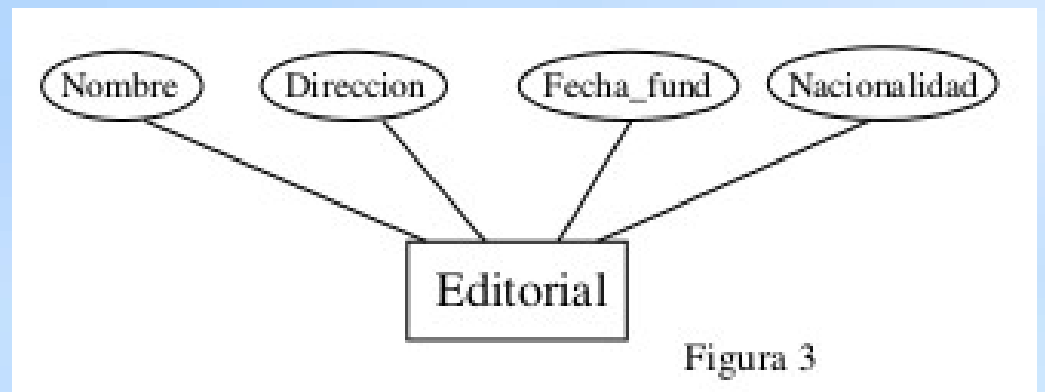 Nombre
Direccion
Fecha_fund
Nacionalidad
Editorial
Figura 3